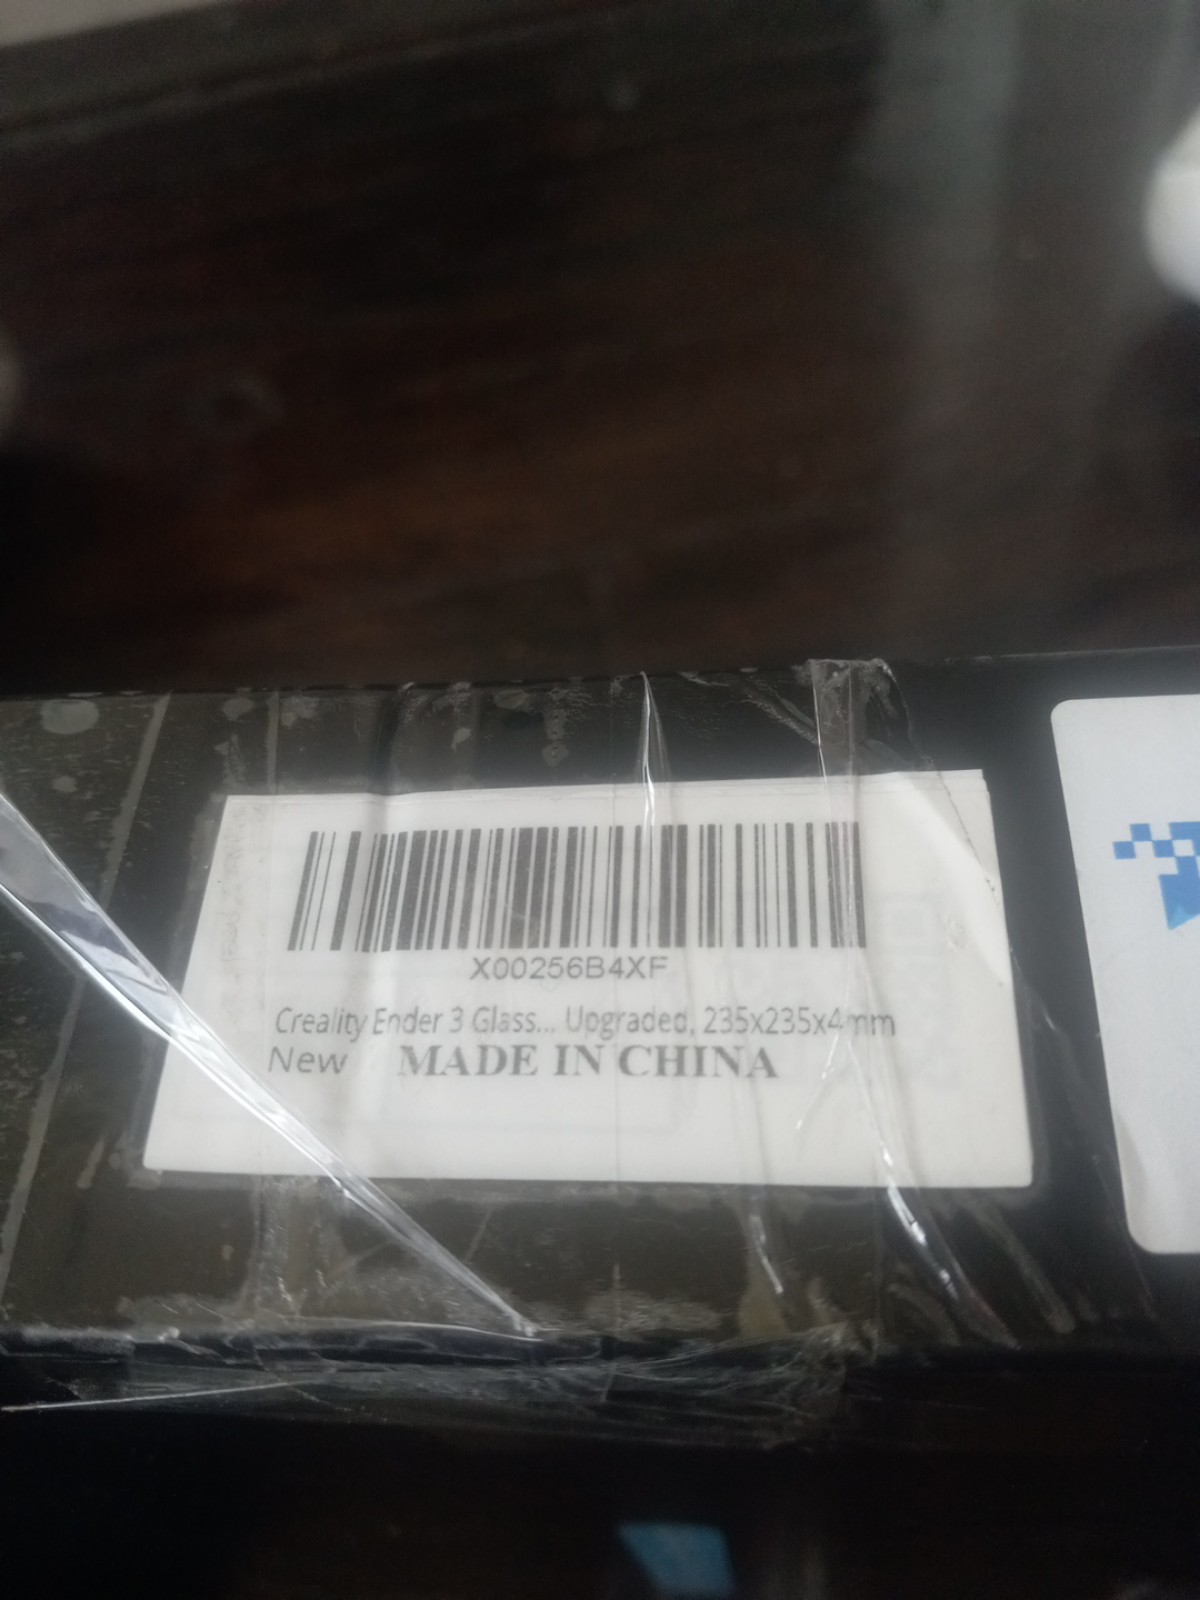 X00256B4XF
Creality Ender 3 Glass... Upgraded, 235x235x4mm
New MADE IN CHINA